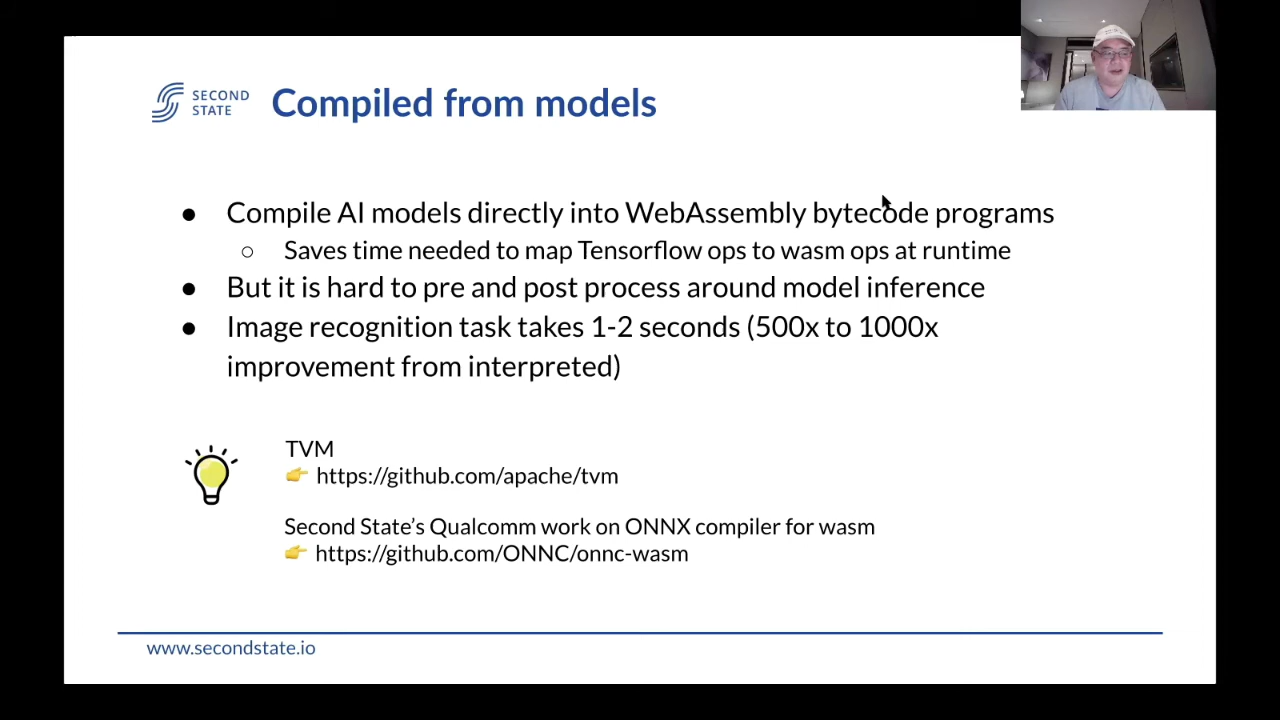 SECOND
STATE
Compiled from models
● Compile AI models directly into WebAssembly bytecode programs
○ Saves time needed to map Tensorflow ops to wasm ops at runtime
● But it is hard to pre and post process around model inference
● Image recognition task takes 1-2 seconds (500x to 1000x
improvement from interpreted)
TVM
👉 https://github.com/apache/tvm
Second State’s Qualcomm work on ONNX compiler for wasm
👉 https://github.com/ONNC/onnc-wasm
www.secondstate.io